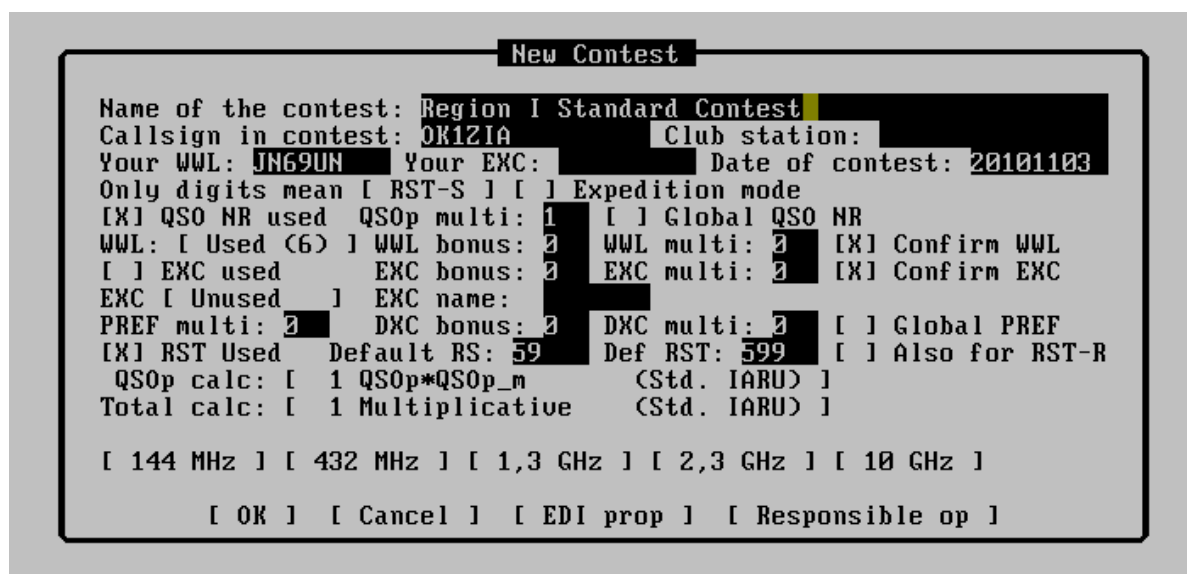 New Contest
Name of the contest: Region I Standard Contest
Callsign in contest: OK1ZIA Club station:
Your WWL: JN69UN Your EXC: Date of contest: 20101103
Only digits mean [ RST-S ] [ ] Expedition mode
[X] QSO NR used QSOp multi: 1 [ ] Global QSO NR
WWL: [ Used (6) ] WWL bonus: 0 WWL multi: 0 [X] Confirm WWL
[ ] EXC used EXC bonus: 0 EXC multi: 0 [X] Confirm EXC
EXC [ Unused ] EXC name:
PREF multi: 0 DXC bonus: 0 DXC multi: 0 [ ] Global PREF
[X] RST Used Default RS: 59 Def RST: 599 [ ] Also for RST-R
QSOp calc: [ 1 QSOp*QSOp_m (Std. IARU) ]
Total calc: [ 1 Multiplicative (Std. IARU) ]
[ 144 MHz ] [ 432 MHz ] [ 1,3 GHz ] [ 2,3 GHz ] [ 10 GHz ]
[ OK ] [ Cancel ] [ EDI prop ] [ Responsible op ]